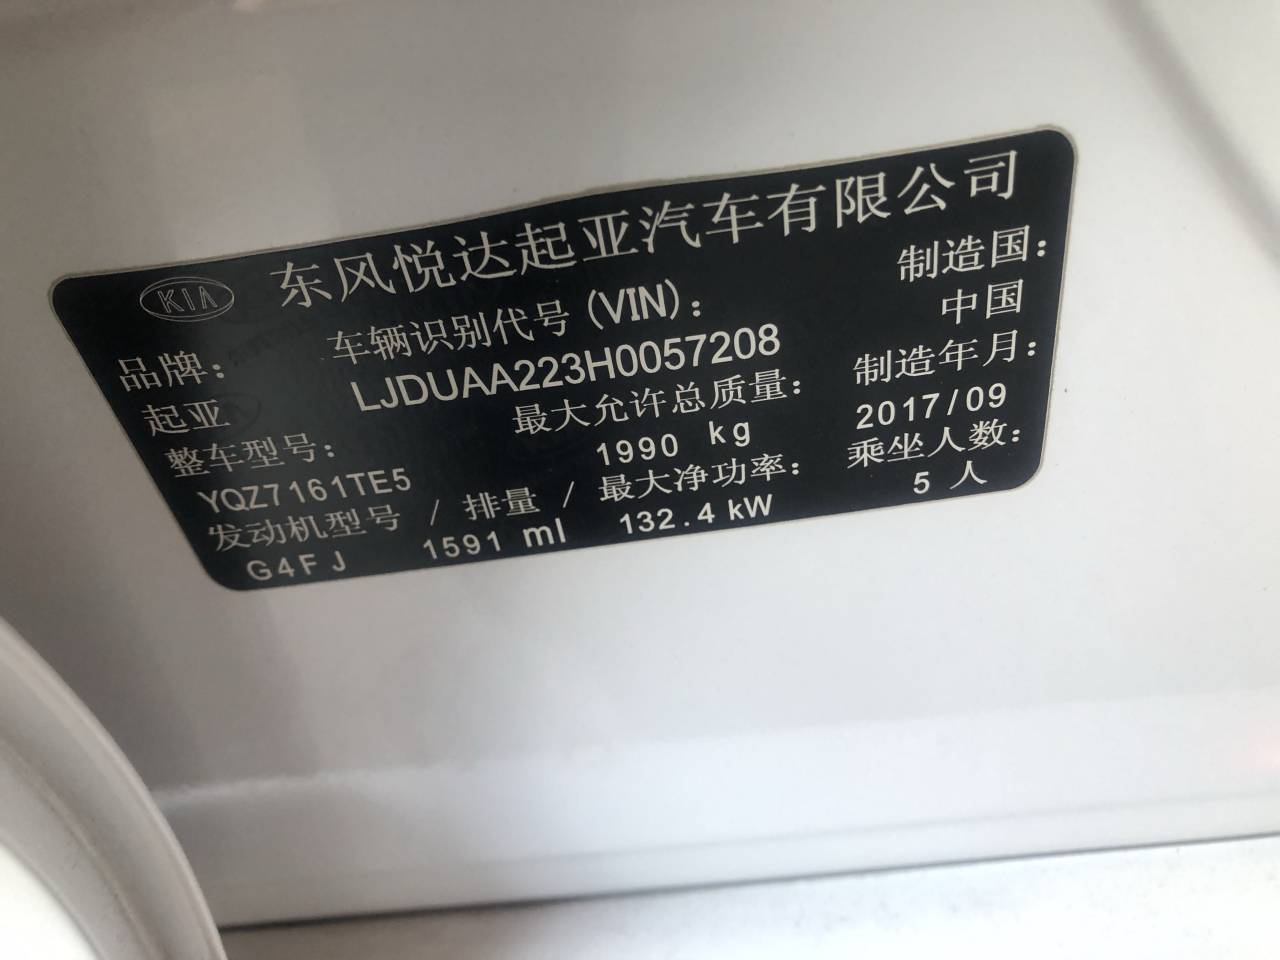 KIA 东风悦达起亚汽车有限公司
品牌： 车辆识别代号 (VIN)： 制造国：
起亚 LJDUAA223H0057208 中国
整车型号： 最大允许总质量： 制造年月：
YQZ7161TE5 1990 kg 2017/09
发动机型号 / 排量 / 最大净功率： 乘坐人数：
G4FJ 1591 ml 132.4 kW 5 人